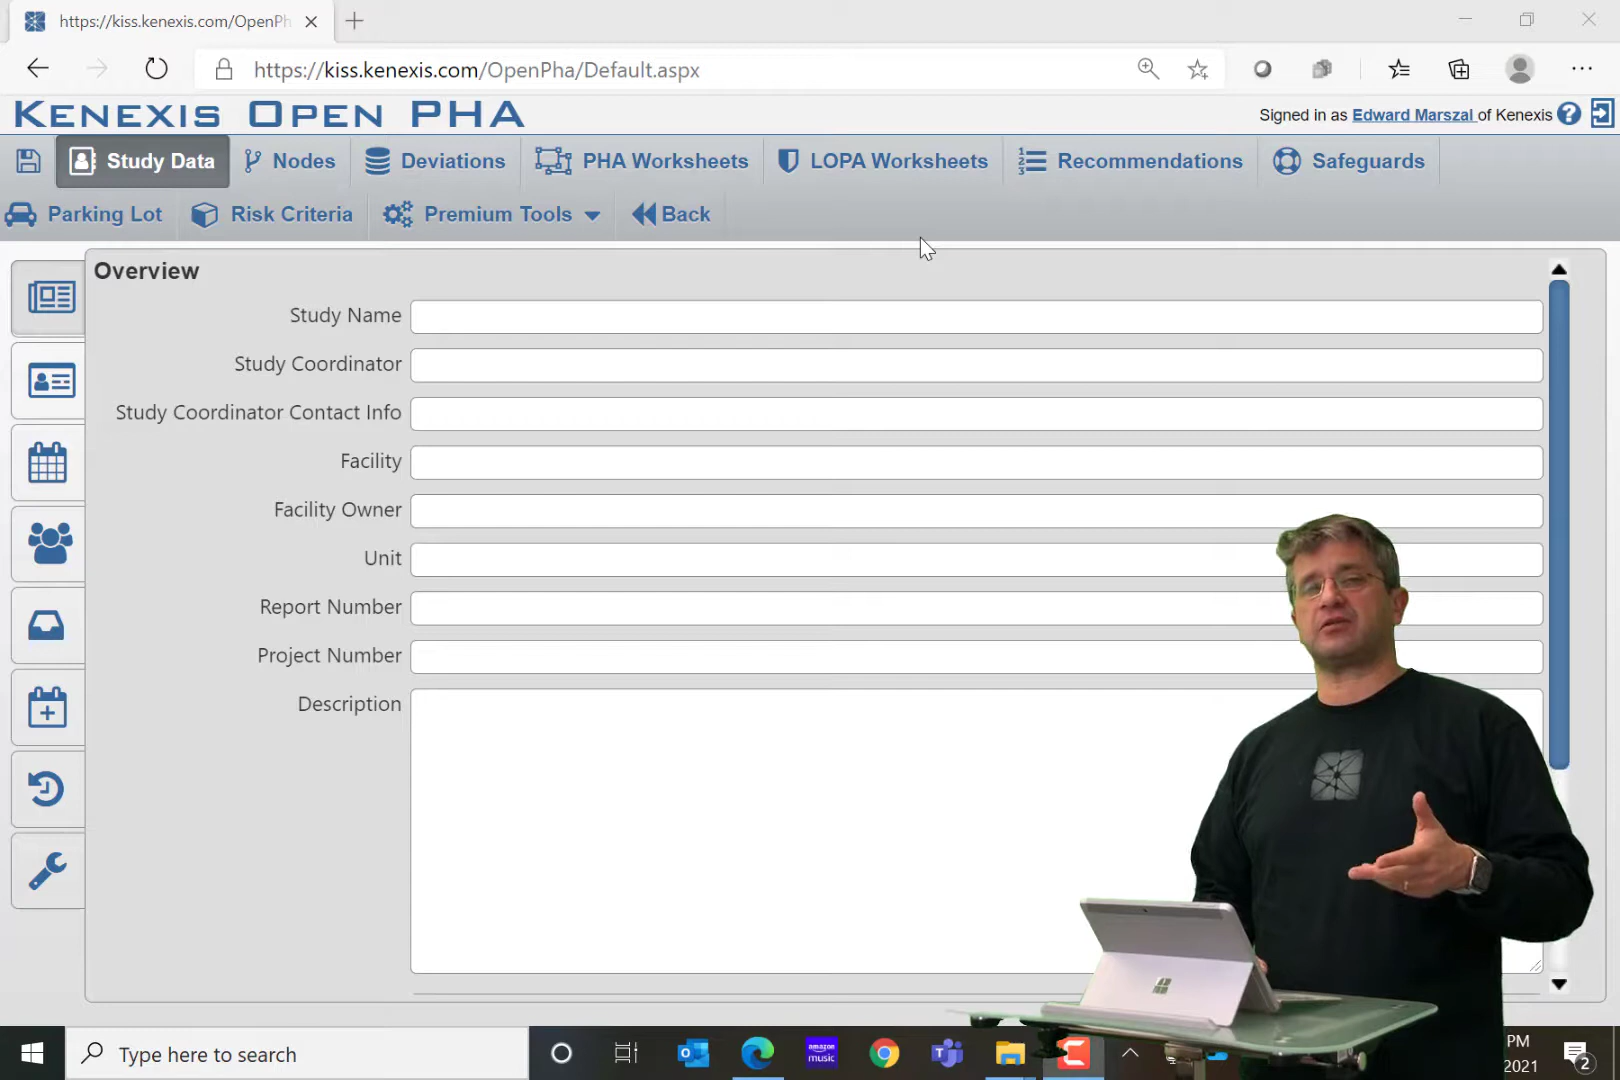 https://kiss.kenexis.com/OpenPh
https://kiss.kenexis.com/OpenPha/Default.aspx
KENEXIS OPEN PHA
Signed in as Edward Marszal of Kenexis
Study Data
Nodes
Deviations
PHA Worksheets
LOPA Worksheets
Recommendations
Safeguards
Parking Lot
Risk Criteria
Premium Tools
Back
Overview
Study Name
Study Coordinator
Study Coordinator Contact Info
Facility
Facility Owner
Unit
Report Number
Project Number
Description
Type here to search
amazon
music
PM
2021
2